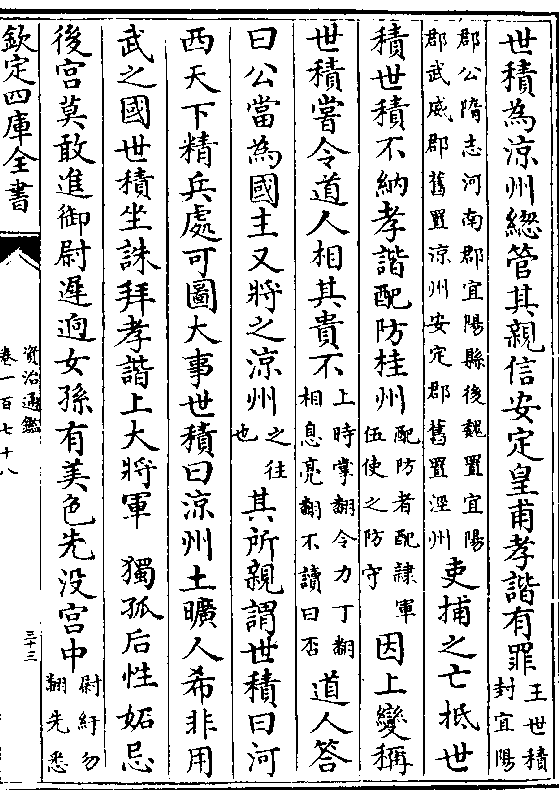 世積為涼州緫管其親信安定皇甫孝諧有罪王世積封宜陽
郡公隋志河南郡宜陽縣後魏置宜陽郡武威郡舊置涼州安定郡舊置涇州吏捕之亡抵世
積世積不納孝諧配防桂州配防者配隷軍伍使之防守因上變稱
世積嘗令道人相其貴不上時掌翻令力丁翻相息亮翻不讀曰否道人答
曰公當為國主又將之涼州之往也其所親謂世積曰河
西天下精兵處可圖大事世積曰涼州土曠人希非用
武之國世積坐誅拜孝諧上大將軍 獨孤后性妬忌
後宮莫敢進御尉遲迥女孫有美色先没宮中尉紆勿翻先悉
欽定四庫全書
資治通鑑
卷一百七十八
三十三